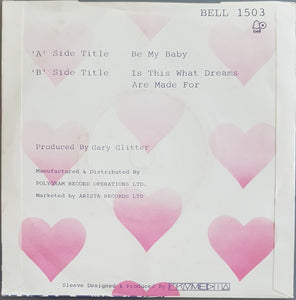 BELL 1503
'A' Side Title Be My Baby
'B' Side Title Is This What Dreams
Are Made For
Produced By Gary Glitter
Manufactured & Distributed By
POLYGRAM RECORD OPERATIONS LTD.
Marketed by ARISTA RECORDS LTD
Sleeve Designed & Produced By